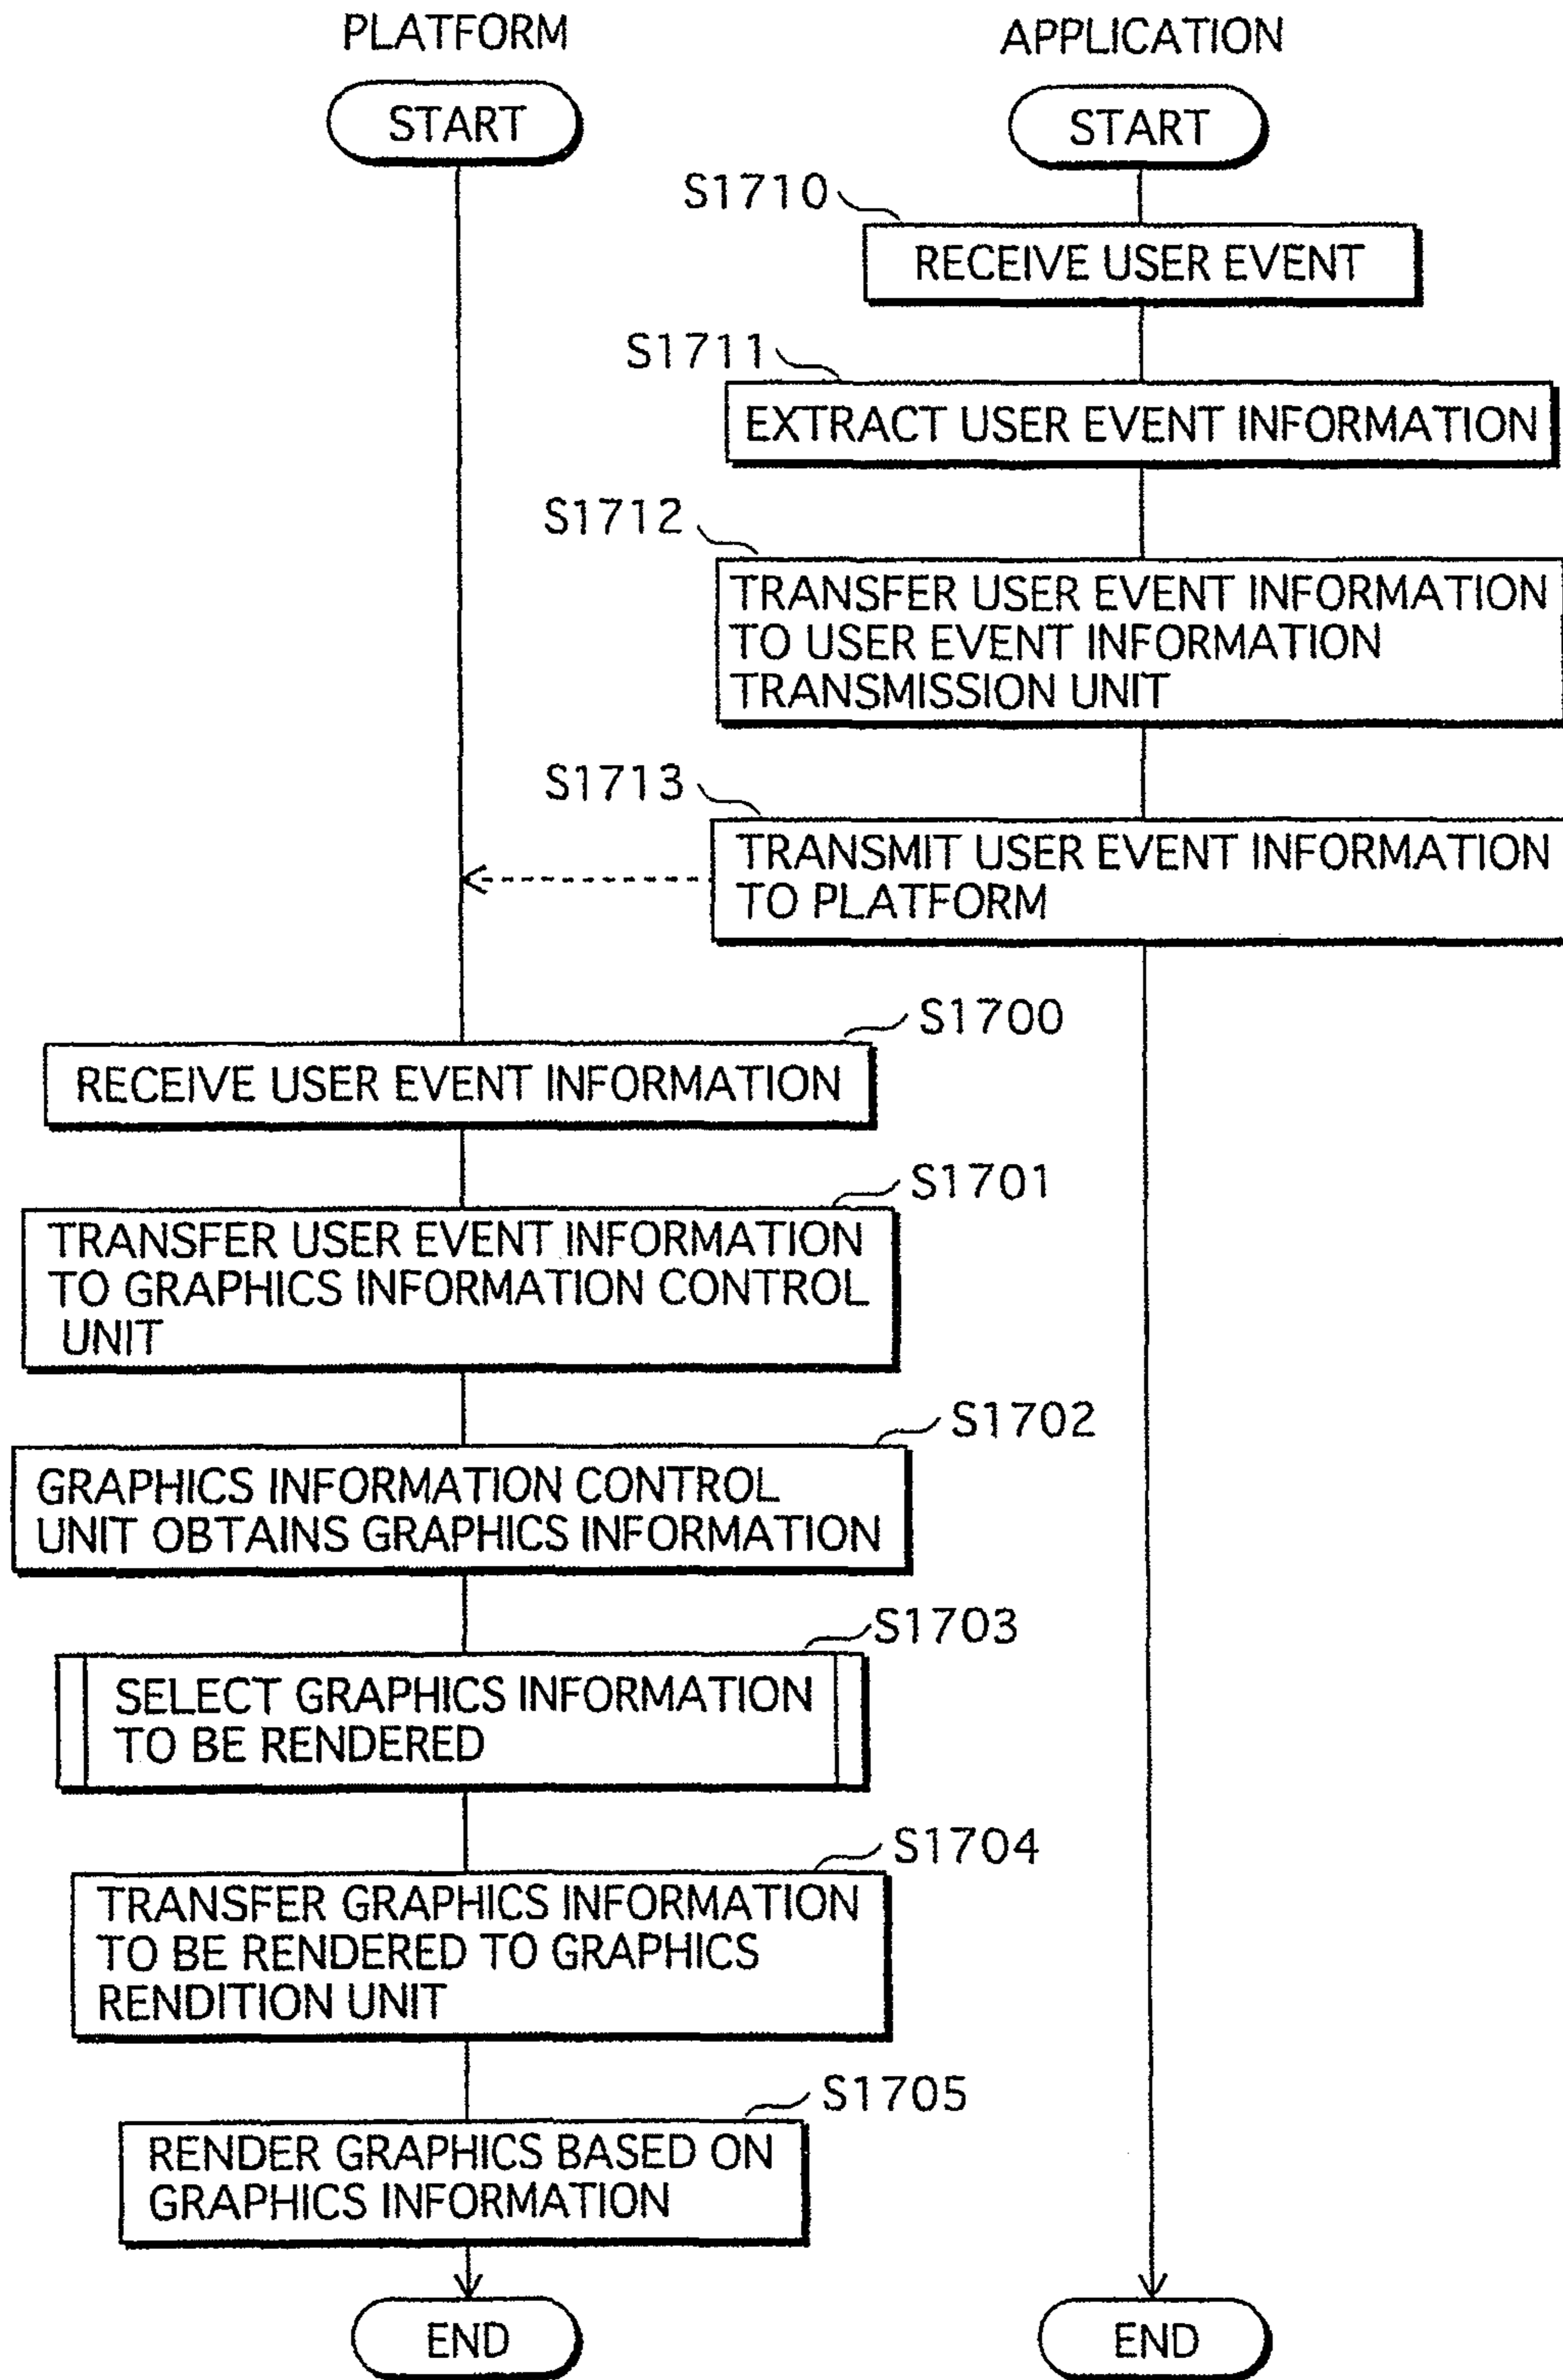 PLATFORM
APPLICATION
START
START
S1710
RECEIVE USER EVENT
S1711
EXTRACT USER EVENT INFORMATION
S1712
TRANSFER USER EVENT INFORMATION
TO USER EVENT INFORMATION
TRANSMISSION UNIT
S1713
TRANSMIT USER EVENT INFORMATION
TO PLATFORM
S1700
RECEIVE USER EVENT INFORMATION
S1701
TRANSFER USER EVENT INFORMATION
TO GRAPHICS INFORMATION CONTROL
UNIT
S1702
GRAPHICS INFORMATION CONTROL
UNIT OBTAINS GRAPHICS INFORMATION
S1703
SELECT GRAPHICS INFORMATION
TO BE RENDERED
S1704
TRANSFER GRAPHICS INFORMATION
TO BE RENDERED TO GRAPHICS
RENDITION UNIT
S1705
RENDER GRAPHICS BASED ON
GRAPHICS INFORMATION
END
END